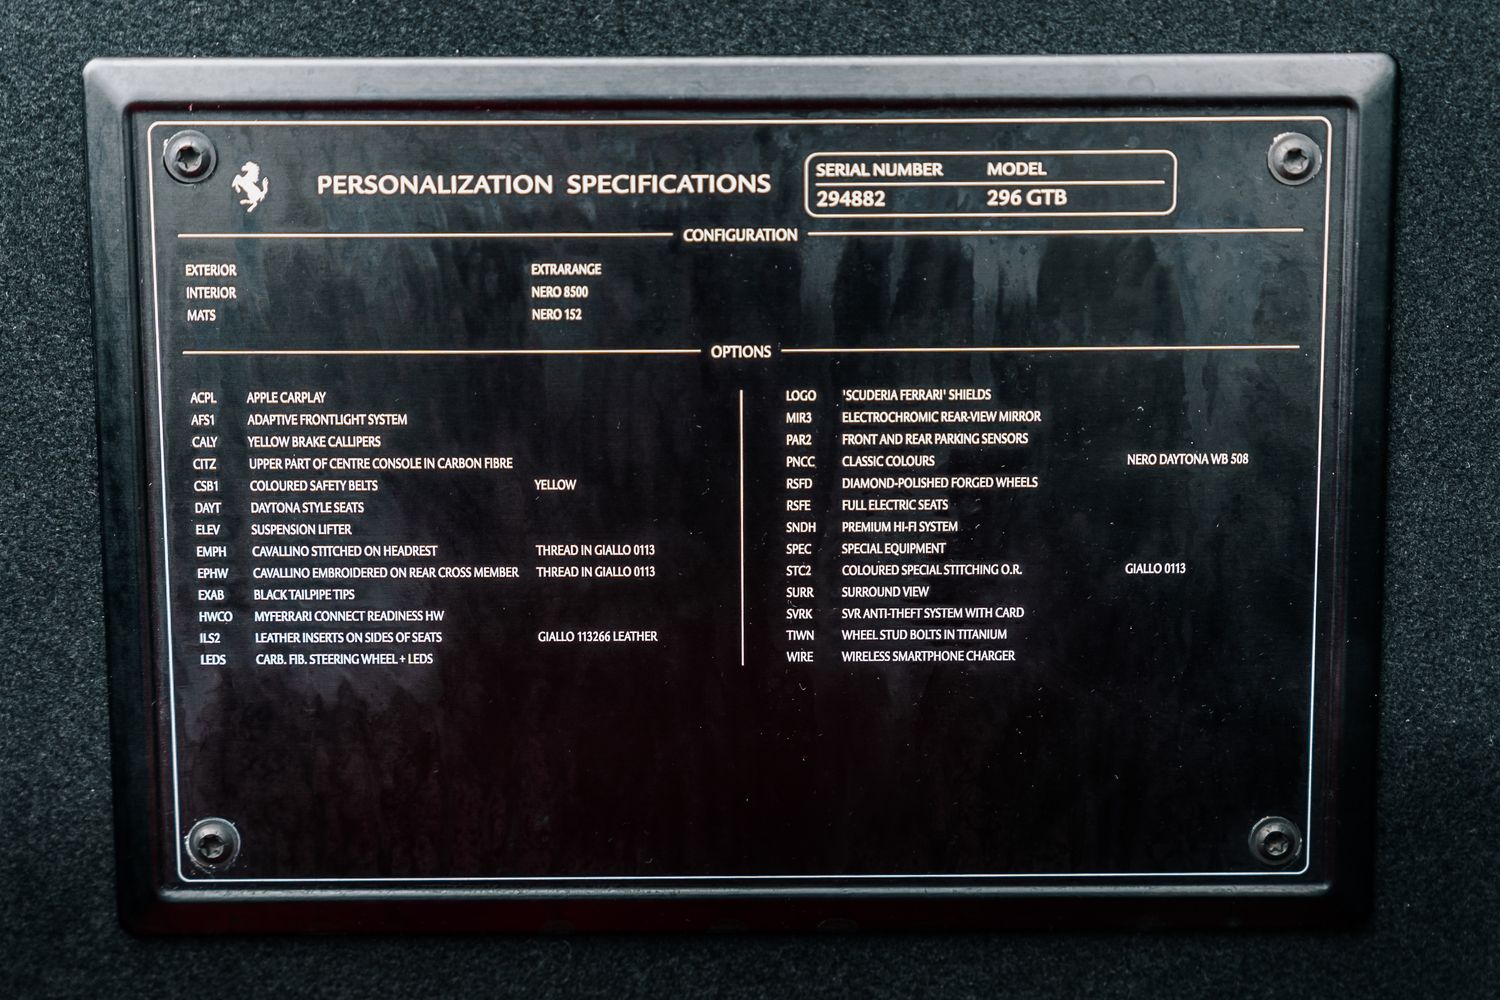 PERSONALIZATION SPECIFICATIONS
SERIAL NUMBER MODEL
294882 296 GTB
CONFIGURATION
EXTERIOR EXTRARANGE
INTERIOR NERO 8500
MATS NERO 152
OPTIONS
ACPL APPLE CARPLAY
AFS1 ADAPTIVE FRONTLIGHT SYSTEM
CALY YELLOW BRAKE CALLIPERS
CITZ UPPER PART OF CENTRE CONSOLE IN CARBON FIBRE
CSB1 COLOURED SAFETY BELTS YELLOW
DAYT DAYTONA STYLE SEATS
ELEV SUSPENSION LIFTER
EMPH CAVALLINO STITCHED ON HEADREST THREAD IN GIALLO 0113
EPHW CAVALLINO EMBROIDERED ON REAR CROSS MEMBER THREAD IN GIALLO 0113
EXAB BLACK TAILPIPE TIPS
HWCO MYFERRARI CONNECT READINESS HW
ILS2 LEATHER INSERTS ON SIDES OF SEATS GIALLO 113266 LEATHER
LEDS CARB. FIB. STEERING WHEEL + LEDS
LOGO 'SCUDERIA FERRARI' SHIELDS
MIR3 ELECTROCHROMIC REAR-VIEW MIRROR
PAR2 FRONT AND REAR PARKING SENSORS
PNCC CLASSIC COLOURS NERO DAYTONA WB 508
RSFD DIAMOND-POLISHED FORGED WHEELS
RSFE FULL ELECTRIC SEATS
SNDH PREMIUM HI-FI SYSTEM
SPEC SPECIAL EQUIPMENT
STC2 COLOURED SPECIAL STITCHING O.R. GIALLO 0113
SURR SURROUND VIEW
SVRK SVR ANTI-THEFT SYSTEM WITH CARD
TIWN WHEEL STUD BOLTS IN TITANIUM
WIRE WIRELESS SMARTPHONE CHARGER